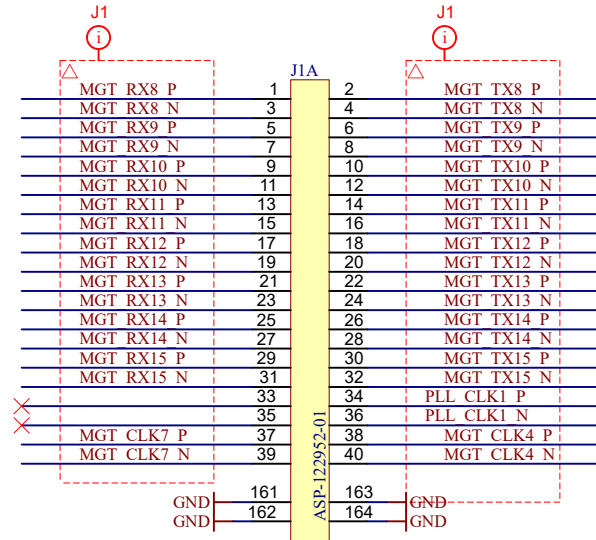 J1 J1
i i
J1A
MGT_RX8_P 1 2 MGT_TX8_P
MGT_RX8_N 3 4 MGT_TX8_N
MGT_RX9_P 5 6 MGT_TX9_P
MGT_RX9_N 7 8 MGT_TX9_N
MGT_RX10_P 9 10 MGT_TX10_P
MGT_RX10_N 11 12 MGT_TX10_N
MGT_RX11_P 13 14 MGT_TX11_P
MGT_RX11_N 15 16 MGT_TX11_N
MGT_RX12_P 17 18 MGT_TX12_P
MGT_RX12_N 19 20 MGT_TX12_N
MGT_RX13_P 21 22 MGT_TX13_P
MGT_RX13_N 23 24 MGT_TX13_N
MGT_RX14_P 25 26 MGT_TX14_P
MGT_RX14_N 27 28 MGT_TX14_N
MGT_RX15_P 29 30 MGT_TX15_P
MGT_RX15_N 31 32 MGT_TX15_N
33 34 PLL_CLK1_P
35 36 PLL_CLK1_N
MGT_CLK7_P 37 38 MGT_CLK4_P
MGT_CLK7_N 39 40 MGT_CLK4_N
GND 161 163 GND
GND 162 164 GND
ASP-122952-01